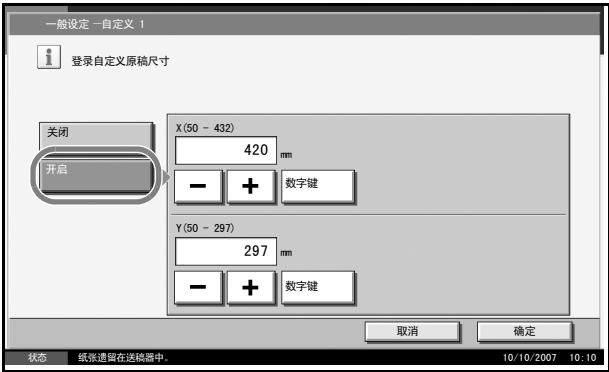 一般设定 －自定义 1
i 登录自定义原稿尺寸
关闭
开启
X(50 - 432)
420 mm
− + 数字键
Y(50 - 297)
297 mm
− + 数字键
取消 确定
状态 纸张遗留在送稿器中。 10/10/2007 10:10